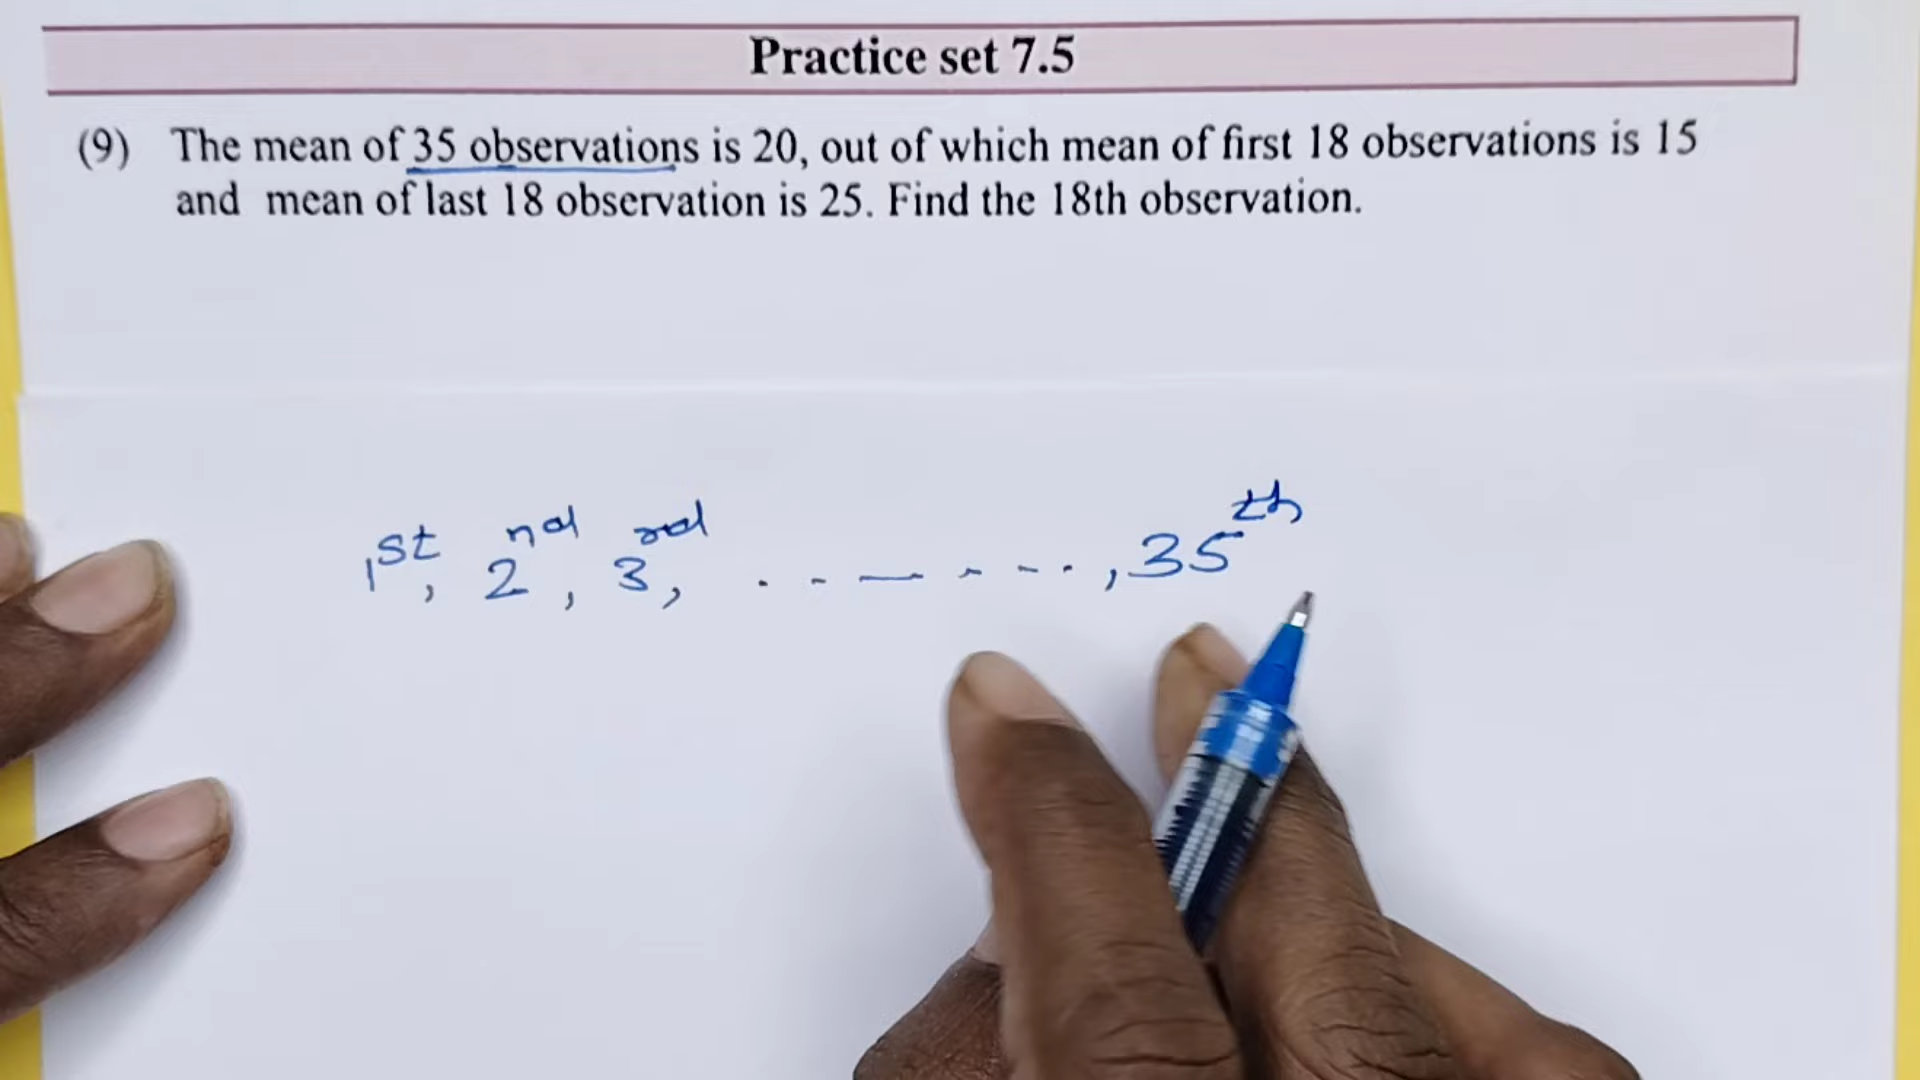 Practice set 7.5
(9) The mean of 35 observations is 20, out of which mean of first 18 observations is 15
and mean of last 18 observation is 25. Find the 18th observation.
1st, 2nd, 3rd, . - - — - - - . . , 35th